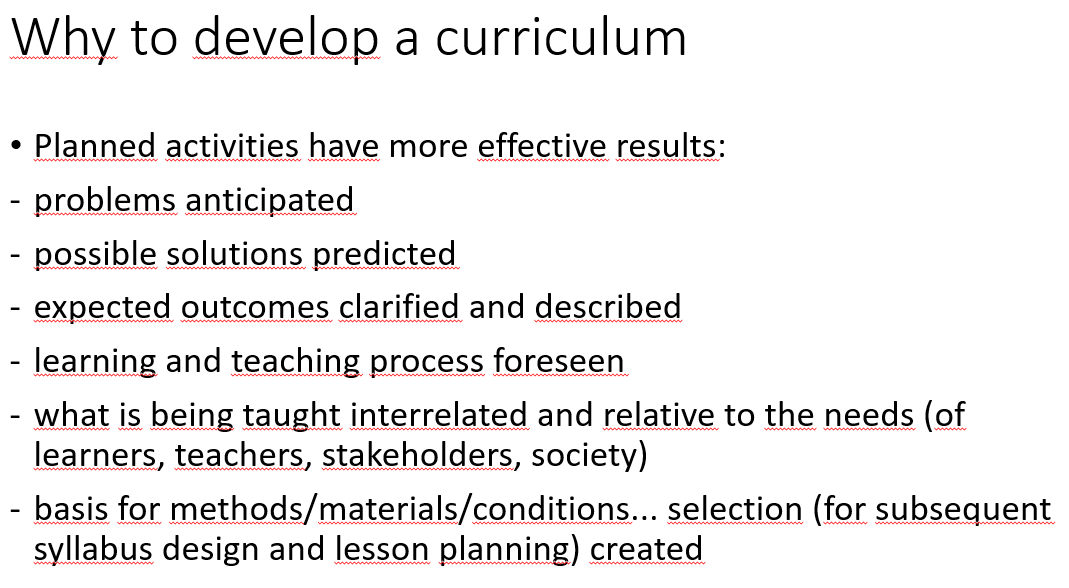 Why to develop a curriculum
• Planned activities have more effective results:
- problems anticipated
- possible solutions predicted
- expected outcomes clarified and described
- learning and teaching process foreseen
- what is being taught interrelated and relative to the needs (of
learners, teachers, stakeholders, society)
- basis for methods/materials/conditions... selection (for subsequent
syllabus design and lesson planning) created